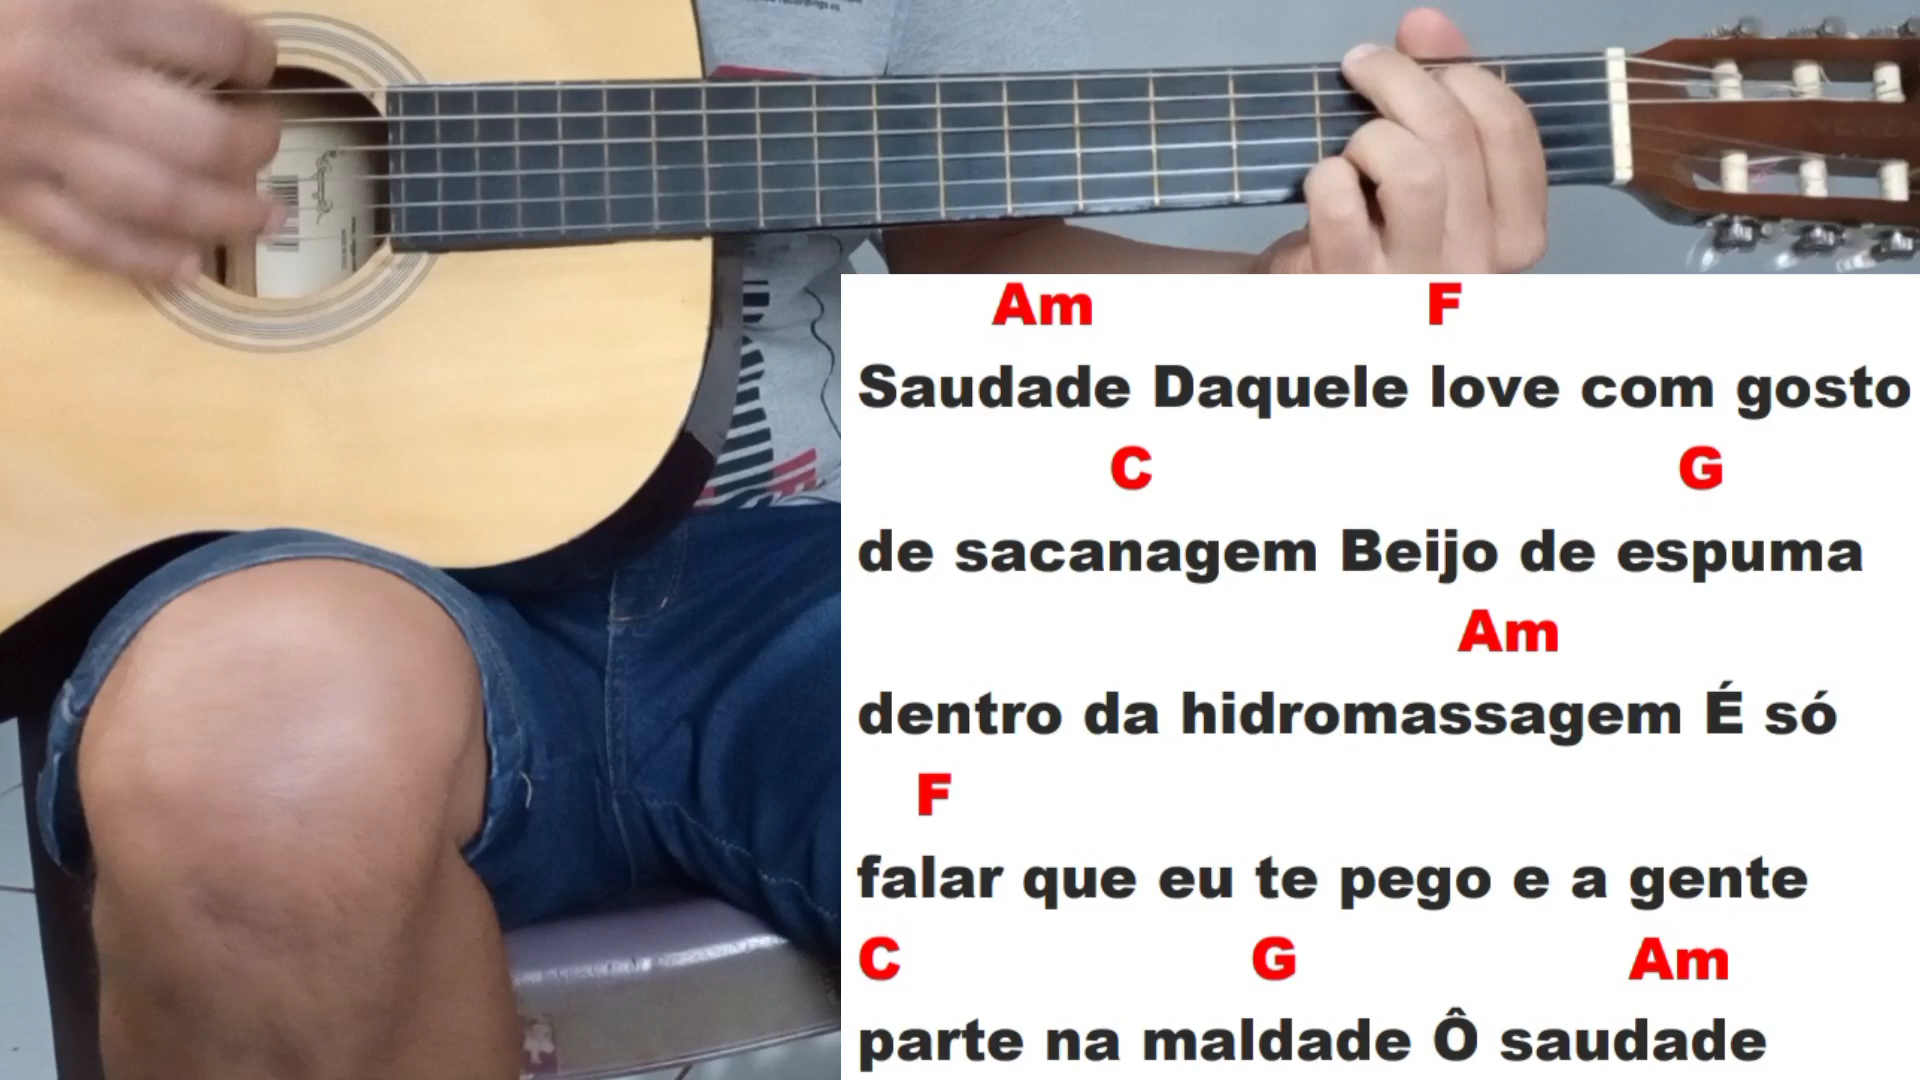 Am F
Saudade Daquele love com gosto
C G
de sacanagem Beijo de espuma
Am
dentro da hidromassagem É só
F
falar que eu te pego e a gente
C G Am
parte na maldade Ô saudade